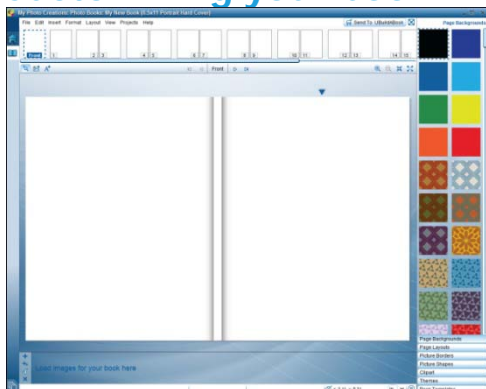 My Photo Creations: Photo Books: My New Book (8.5x11 Portrait Hard Cover)
File Edit Insert Format Layout View Projects Help
Send To: UBuildABook
Page Backgrounds
Front 1 2 3 4 5 6 7 8 9 10 11 12 13 14 15
Front
Load images for your book here
Page Backgrounds
Page Layouts
Picture Borders
Picture Shapes
Clipart
Themes